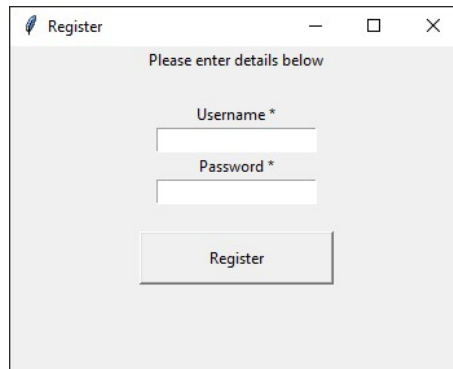 Register
Please enter details below
Username *
Password *
Register